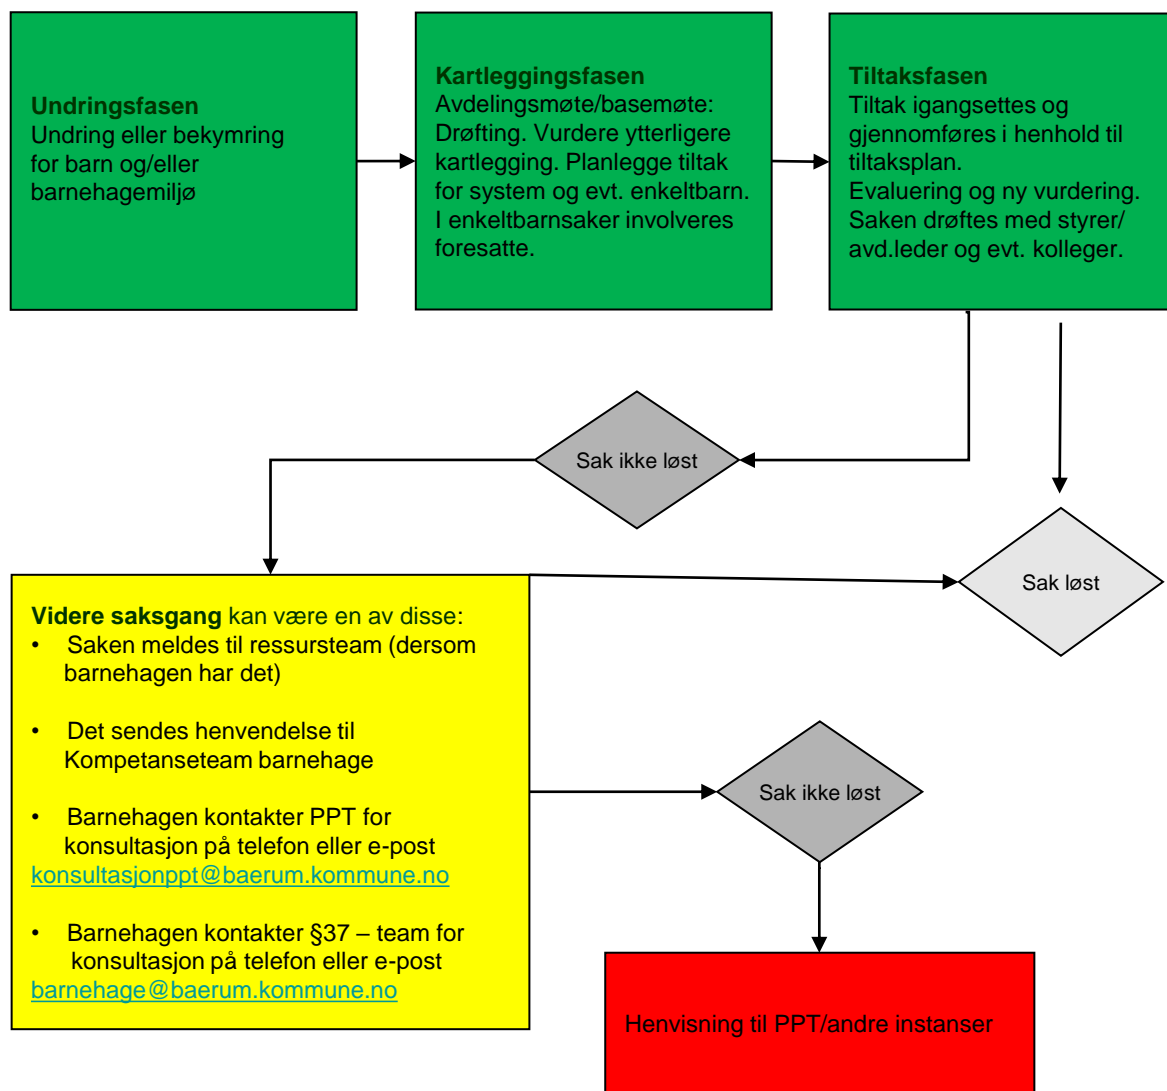 Undringsfasen
Undring eller bekymring
for barn og/eller
barnehagemiljø
Kartleggingsfasen
Avdelingsmøte/basemøte:
Drøfting. Vurdere ytterligere
kartlegging. Planlegge tiltak
for system og evt. enkeltbarn.
I enkeltbarnsaker involveres
foresatte.
Tiltaksfasen
Tiltak igangsettes og
gjennomføres i henhold til
tiltaksplan.
Evaluering og ny vurdering.
Saken drøftes med styrer/
avd.leder og evt. kolleger.
Sak ikke løst
Sak løst
Videre saksgang kan være en av disse:
• Saken meldes til ressursteam (dersom
barnehagen har det)
• Det sendes henvendelse til
Kompetanseteam barnehage
• Barnehagen kontakter PPT for
konsultasjon på telefon eller e-post
konsultasjonppt@baerum.kommune.no
• Barnehagen kontakter §37 – team for
konsultasjon på telefon eller e-post
barnehage@baerum.kommune.no
Sak ikke løst
Henvisning til PPT/andre instanser